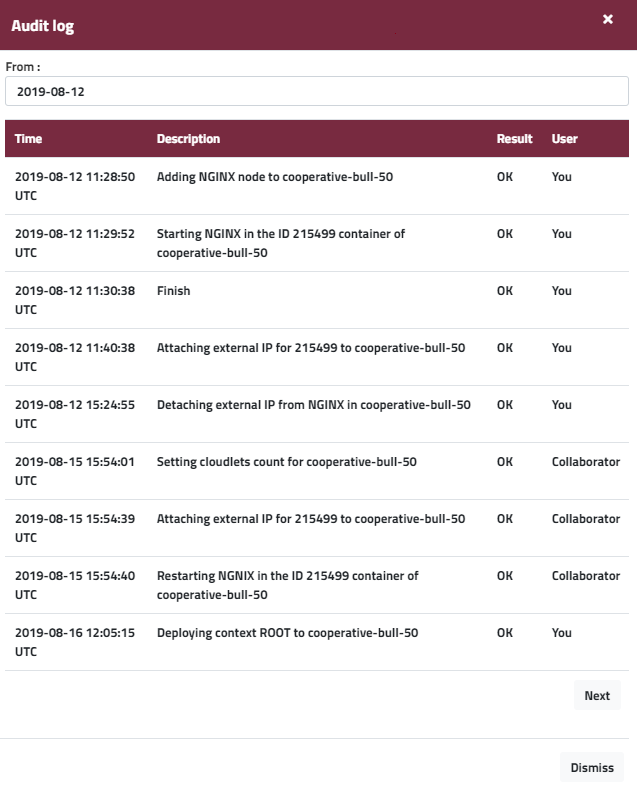 Audit log ×
From :
2019-08-12
Time Description Result User
2019-08-12 11:28:50 Adding NGINX node to cooperative-bull-50 OK You
UTC
2019-08-12 11:29:52 Starting NGINX in the ID 215499 container of OK You
UTC cooperative-bull-50
2019-08-12 11:30:38 Finish OK You
UTC
2019-08-12 11:40:38 Attaching external IP for 215499 to cooperative-bull-50 OK You
UTC
2019-08-12 15:24:55 Detaching external IP from NGINX in cooperative-bull-50 OK You
UTC
2019-08-15 15:54:01 Setting cloudlets count for cooperative-bull-50 OK Collaborator
UTC
2019-08-15 15:54:39 Attaching external IP for 215499 to cooperative-bull-50 OK Collaborator
UTC
2019-08-15 15:54:40 Restarting NGNIX in the ID 215499 container of OK Collaborator
UTC cooperative-bull-50
2019-08-16 12:05:15 Deploying context ROOT to cooperative-bull-50 OK You
UTC
Next
Dismiss